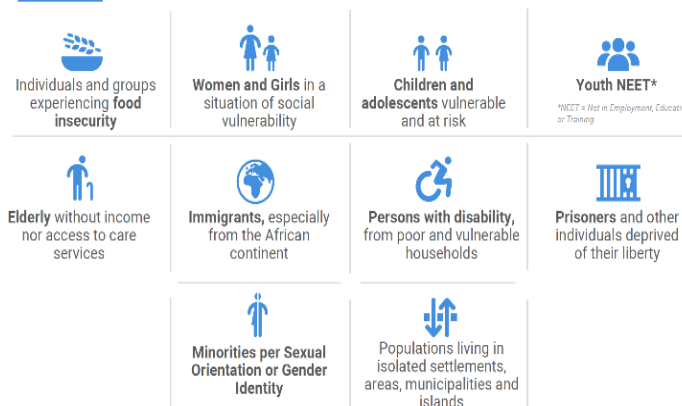 Individuals and groups
experiencing food
insecurity
Women and Girls in a
situation of social
vulnerability
Children and
adolescents vulnerable
and at risk
Youth NEET*
*NEET = Not in Employment, Educati
or Training
Elderly without income
nor access to care
services
Immigrants, especially
from the African
continent
Persons with disability,
from poor and vulnerable
households
Prisoners and other
individuals deprived
of their liberty
Minorities per Sexual
Orientation or Gender
Identity
Populations living in
isolated settlements,
areas, municipalities and
islands